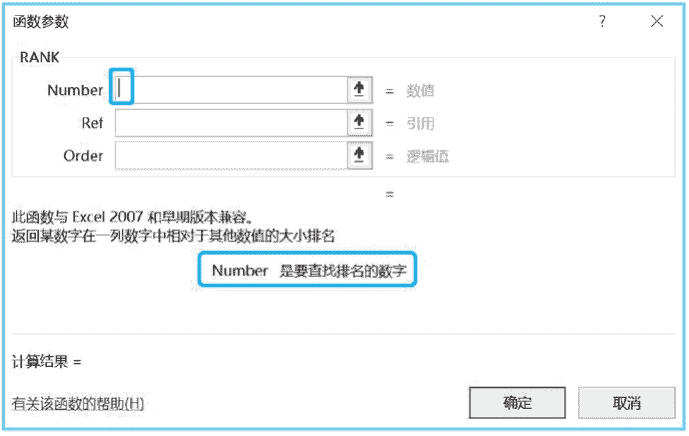 函数参数 ?
RANK
Number = 数值
Ref = 引用
Order = 逻辑值
=
此函数与 Excel 2007 和早期版本兼容。
返回某数字在一列数字中相对于其他数值的大小排名
Number 是要查找排名的数字
计算结果 =
有关该函数的帮助(H) 确定 取消